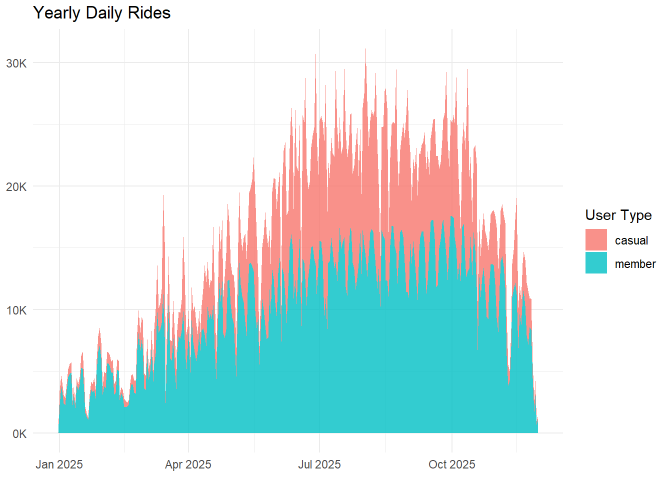 Yearly Daily Rides
30K
20K
10K
0K
Jan 2025
Apr 2025
Jul 2025
Oct 2025
User Type
casual
member